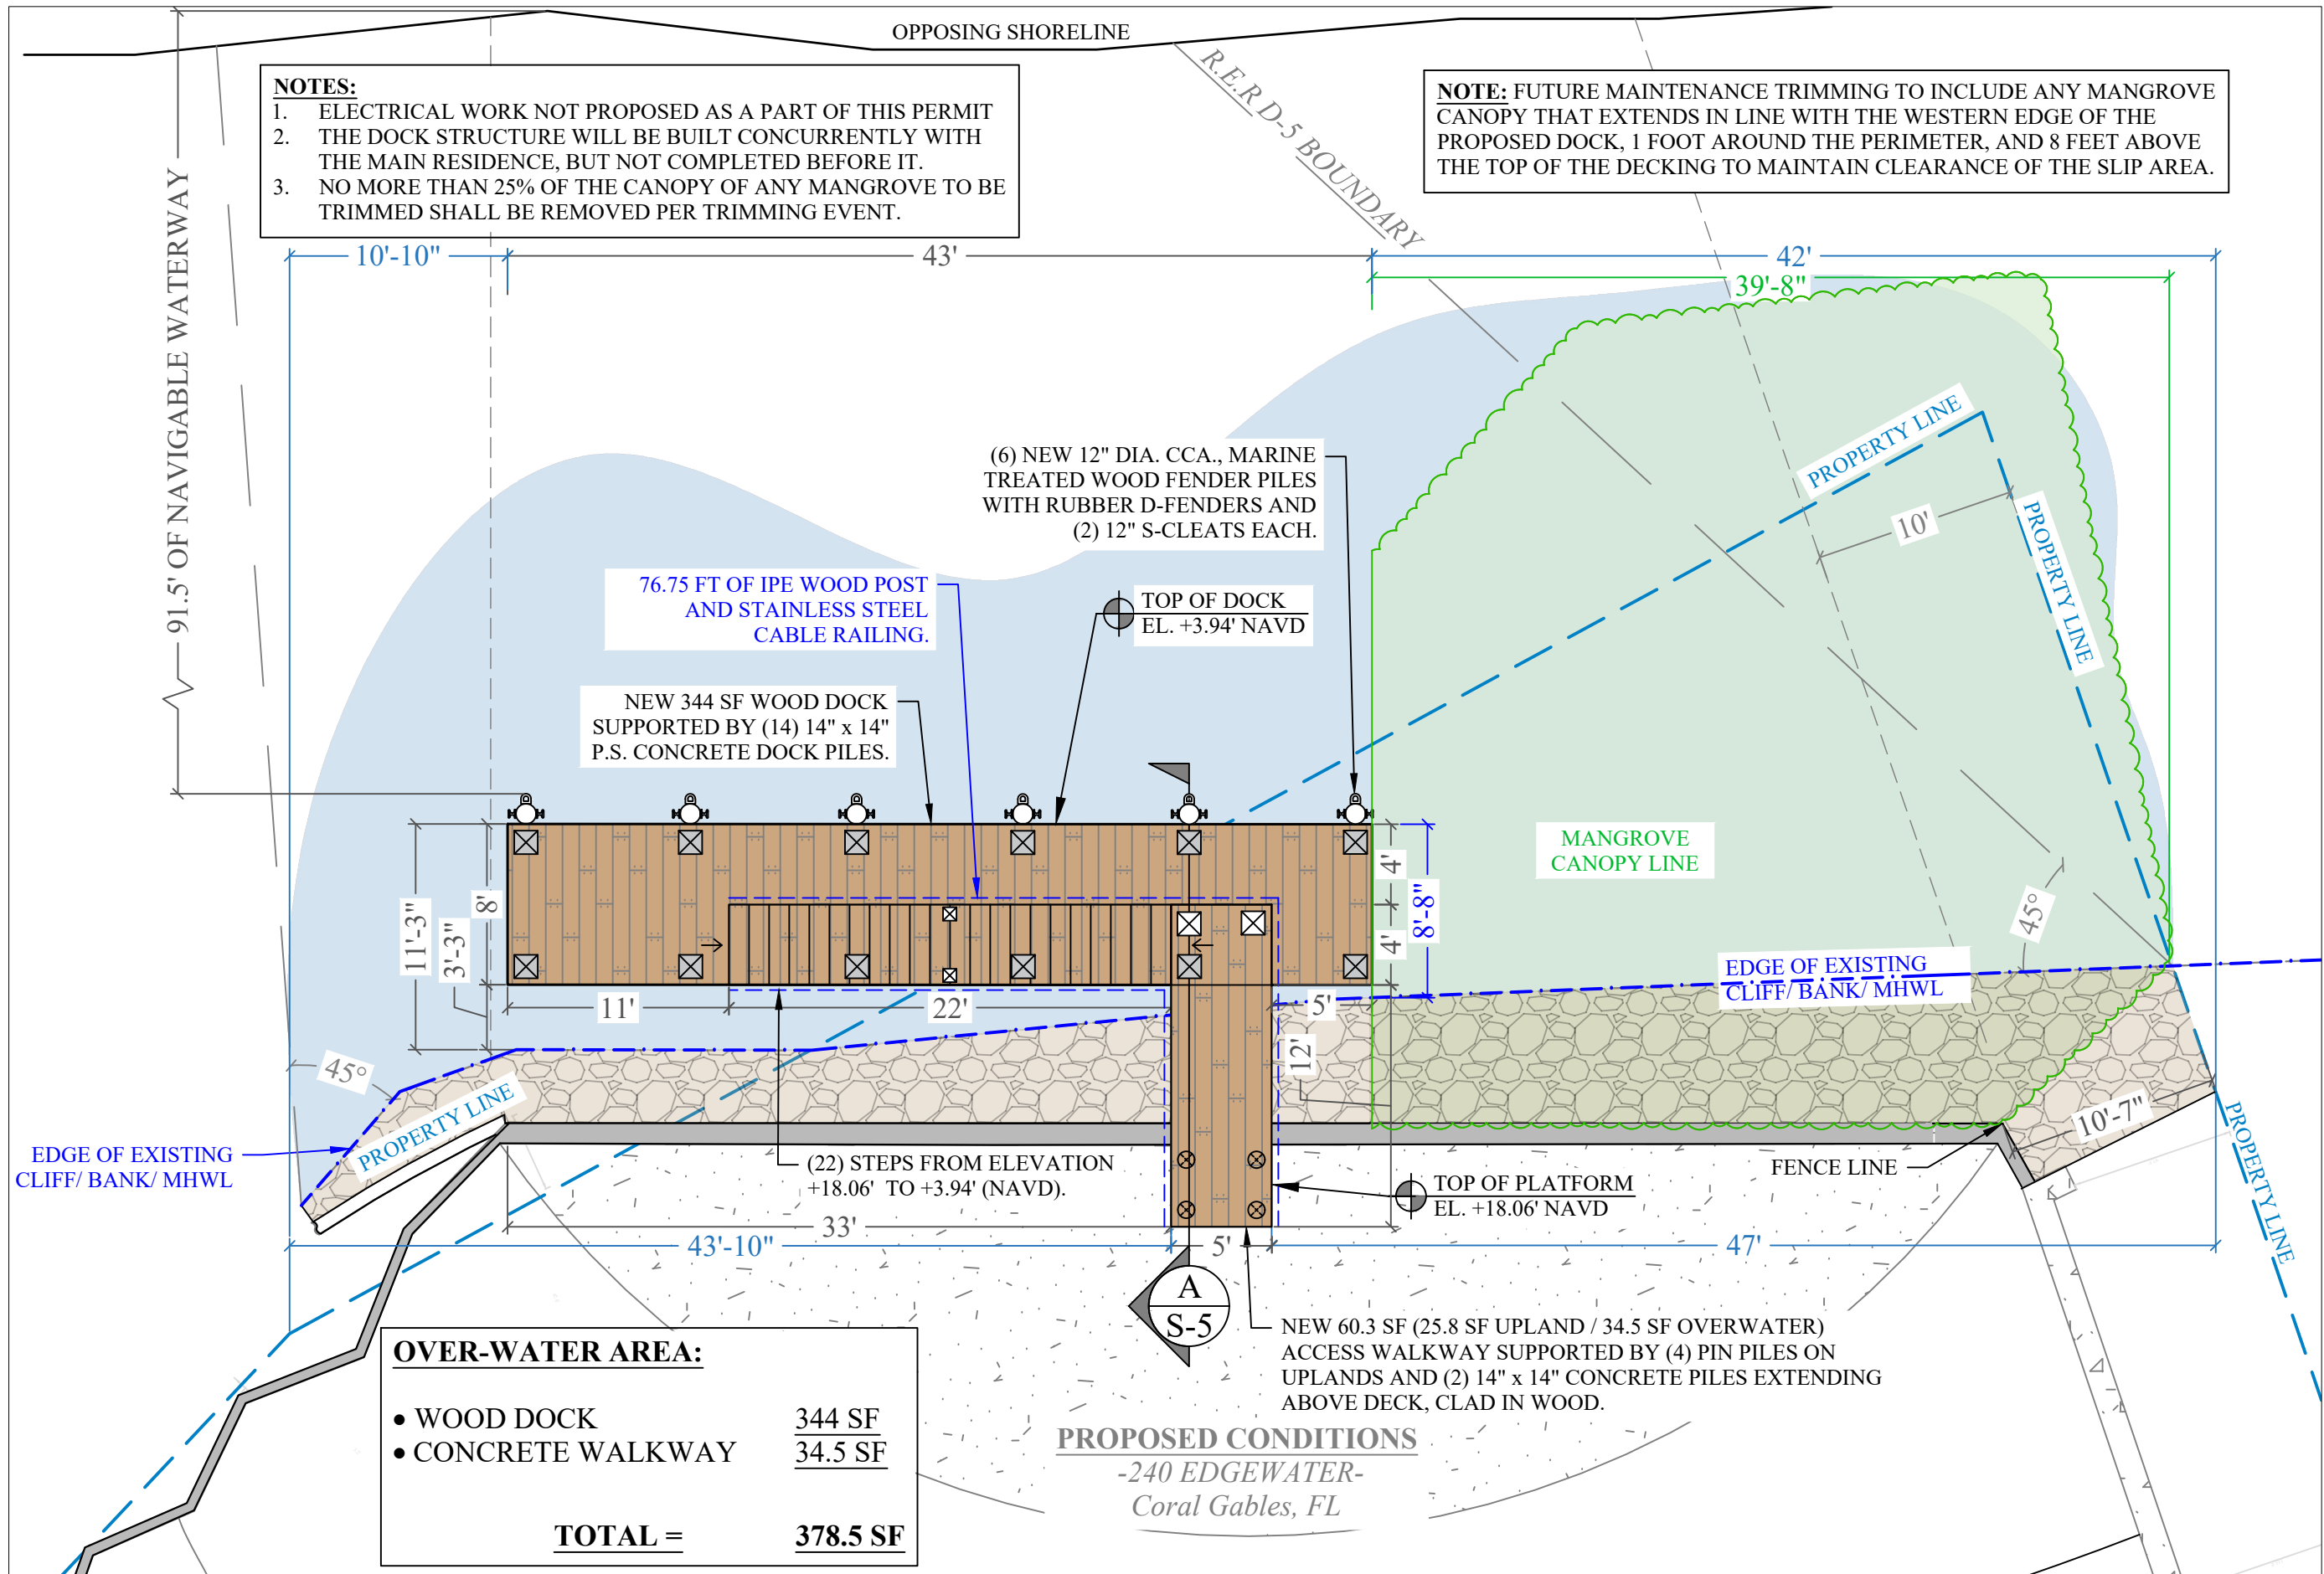 OPPOSING SHORELINE
NOTES:
1. ELECTRICAL WORK NOT PROPOSED AS A PART OF THIS PERMIT
2. THE DOCK STRUCTURE WILL BE BUILT CONCURRENTLY WITH
THE MAIN RESIDENCE, BUT NOT COMPLETED BEFORE IT.
3. NO MORE THAN 25% OF THE CANOPY OF ANY MANGROVE TO BE
TRIMMED SHALL BE REMOVED PER TRIMMING EVENT.
R.E.R D-5 BOUNDARY
NOTE: FUTURE MAINTENANCE TRIMMING TO INCLUDE ANY MANGROVE
CANOPY THAT EXTENDS IN LINE WITH THE WESTERN EDGE OF THE
PROPOSED DOCK, 1 FOOT AROUND THE PERIMETER, AND 8 FEET ABOVE
THE TOP OF THE DECKING TO MAINTAIN CLEARANCE OF THE SLIP AREA.
91.5' OF NAVIGABLE WATERWAY
10'-10"
43'
42'
39'-8"
(6) NEW 12" DIA. CCA., MARINE
TREATED WOOD FENDER PILES
WITH RUBBER D-FENDERS AND
(2) 12" S-CLEATS EACH.
PROPERTY LINE
10'
PROPERTY LINE
76.75 FT OF IPE WOOD POST
AND STAINLESS STEEL
CABLE RAILING.
TOP OF DOCK
EL. +3.94' NAVD
NEW 344 SF WOOD DOCK
SUPPORTED BY (14) 14" x 14"
P.S. CONCRETE DOCK PILES.
MANGROVE
CANOPY LINE
11'-3"
3'-3"
8'
4'
4'
8'-8"
45°
EDGE OF EXISTING
CLIFF/ BANK/ MHWL
11'
22'
5'
12'
45°
PROPERTY LINE
10'-7"
PROPERTY LINE
EDGE OF EXISTING
CLIFF/ BANK/ MHWL
(22) STEPS FROM ELEVATION
+18.06' TO +3.94' (NAVD).
FENCE LINE
TOP OF PLATFORM
EL. +18.06' NAVD
33'
43'-10"
5'
47'
A
S-5
NEW 60.3 SF (25.8 SF UPLAND / 34.5 SF OVERWATER)
ACCESS WALKWAY SUPPORTED BY (4) PIN PILES ON
UPLANDS AND (2) 14" x 14" CONCRETE PILES EXTENDING
ABOVE DECK, CLAD IN WOOD.
OVER-WATER AREA:
• WOOD DOCK 344 SF
• CONCRETE WALKWAY 34.5 SF
TOTAL = 378.5 SF
PROPOSED CONDITIONS
-240 EDGEWATER-
Coral Gables, FL